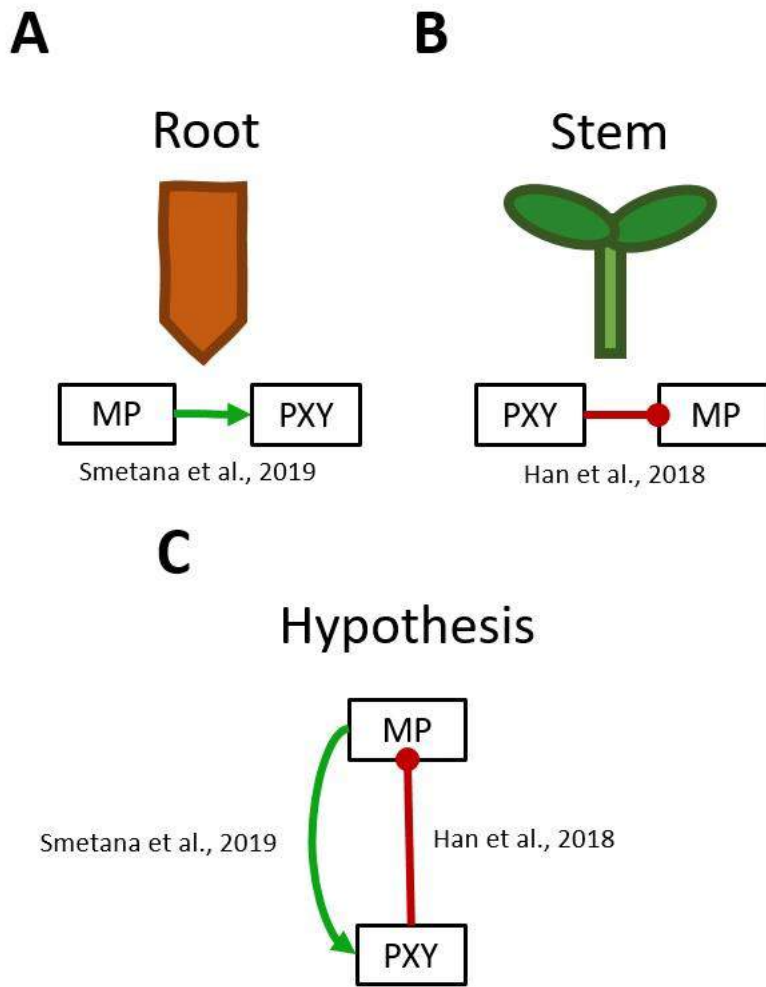 A
Root
MP
PXY
Smetana et al., 2019
B
Stem
PXY
MP
Han et al., 2018
C
Hypothesis
MP
Smetana et al., 2019
Han et al., 2018
PXY